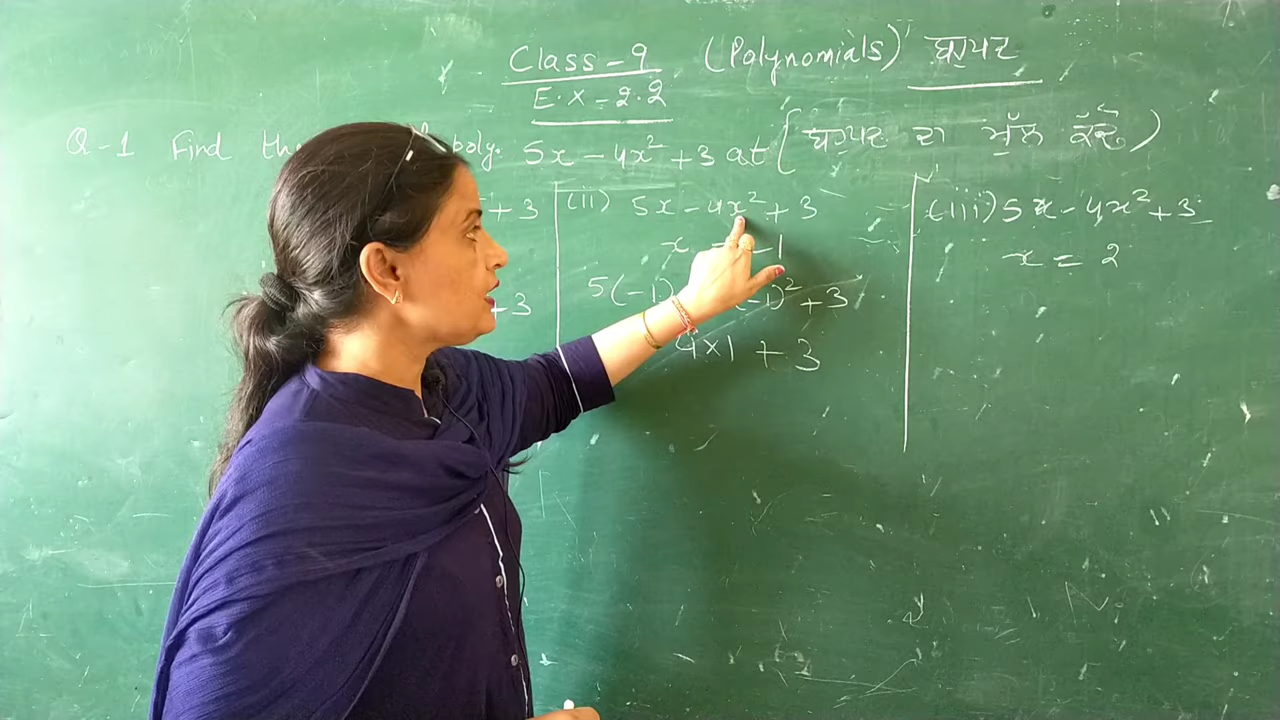 Class-9 (Polynomials) ਬਹੁਪਦ
E.X-2.2
Q-1 Find the poly. 5x - 4x² + 3 at (ਬਹੁਪਦ ਦਾ ਮੁੱਲ ਕੱਢੋ)
+3
+3
(ii) 5x - 4x² + 3
x -1
5(-1) (-1)² + 3
4×1 + 3
(iii) 5x - 4x² + 3
x = 2